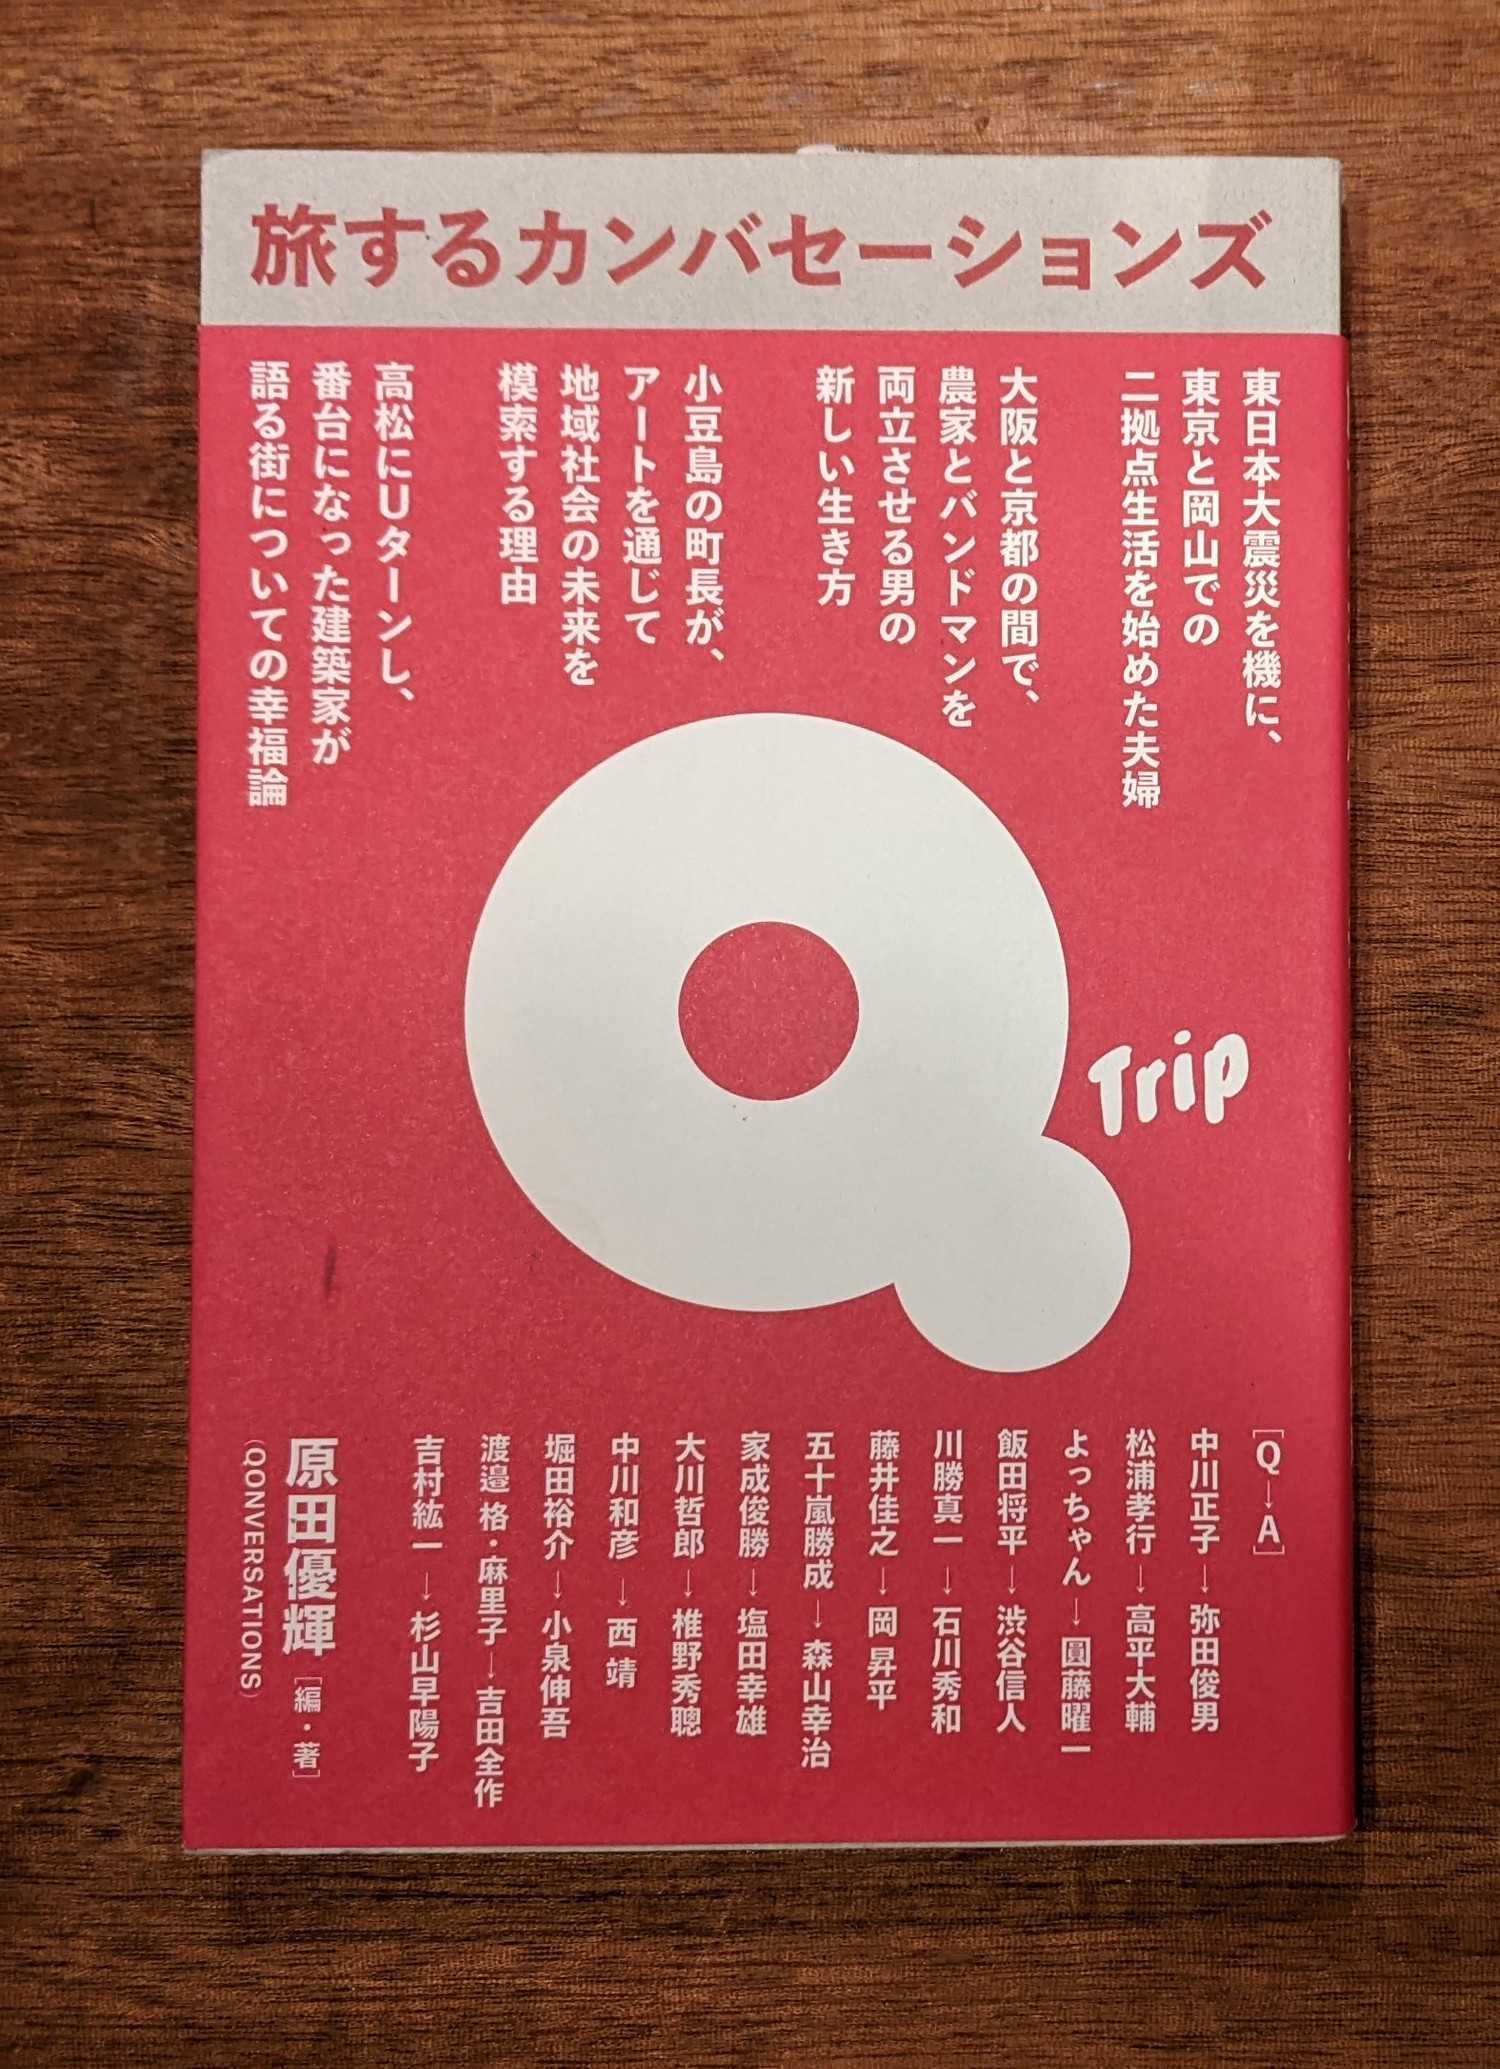 旅するカンバセーションズ
東日本大震災を機に、
東京と岡山での
二拠点生活を始めた夫婦
大阪と京都の間で、
農家とバンドマンを
両立させる男の
新しい生き方
小豆島の町長が、
アートを通じて
地域社会の未来を
模索する理由
高松にUターンし、
番台になった建築家が
語る街についての幸福論
Q
Trip
［Q→A］
中川正子→弥田俊男
松浦孝行→高平大輔
よっちゃん→圓藤曜一
飯田将平→渋谷信人
川勝真一→石川秀和
藤井佳之→岡 昇平
五十嵐勝成→森山幸治
家成俊勝→塩田幸雄
大川哲郎→椎野秀聰
中川和彦→西 靖
堀田裕介→小泉伸吾
渡邉 格・麻里子→吉田全作
吉村紘一→杉山早陽子
原田優輝［編・著］
（QONVERSATIONS）